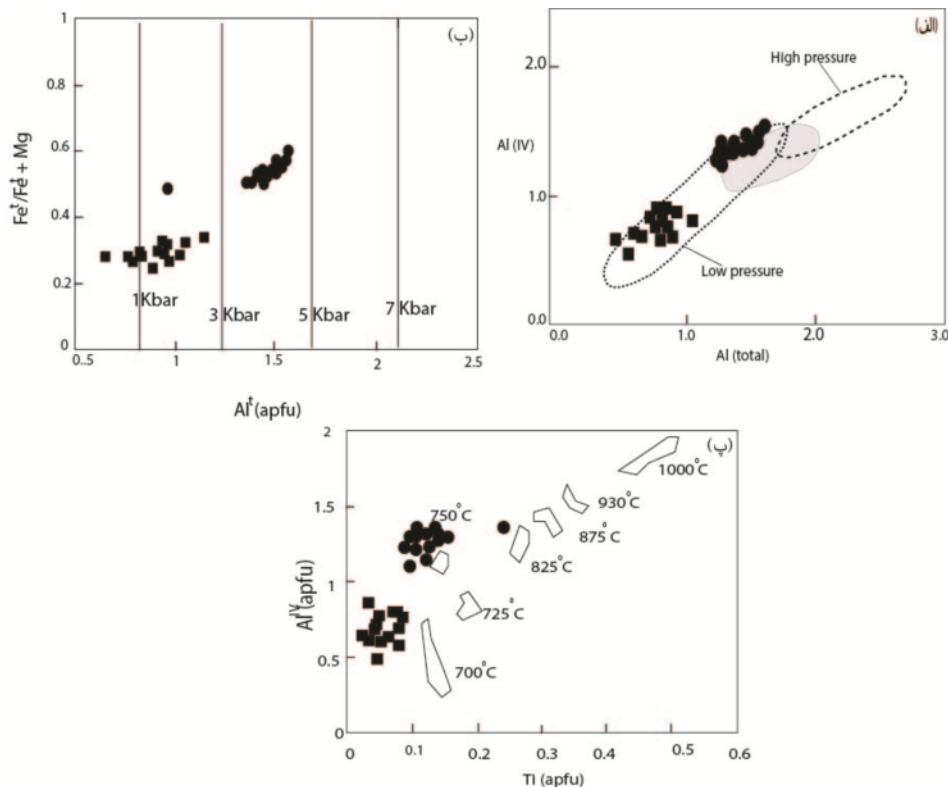 (ب)
1
0.8
0.6
0.4
0.2
0
Feᵗ/Feᵗ + Mg
1Kbar
3 Kbar
5 Kbar
7 Kbar
0.5
1
1.5
2
2.5
Alᵗ (apfu)
(الف)
2.0
1.0
0.0
Al (IV)
High pressure
Low pressure
0.0
1.0
2.0
3.0
Al (total)
(پ)
2
1.5
1
0.5
0
Alᴵⱽ (apfu)
1000°C
930°C
875°C
825°C
750°C
725°C
700°C
0
0.1
0.2
0.3
0.4
0.5
0.6
TI (apfu)